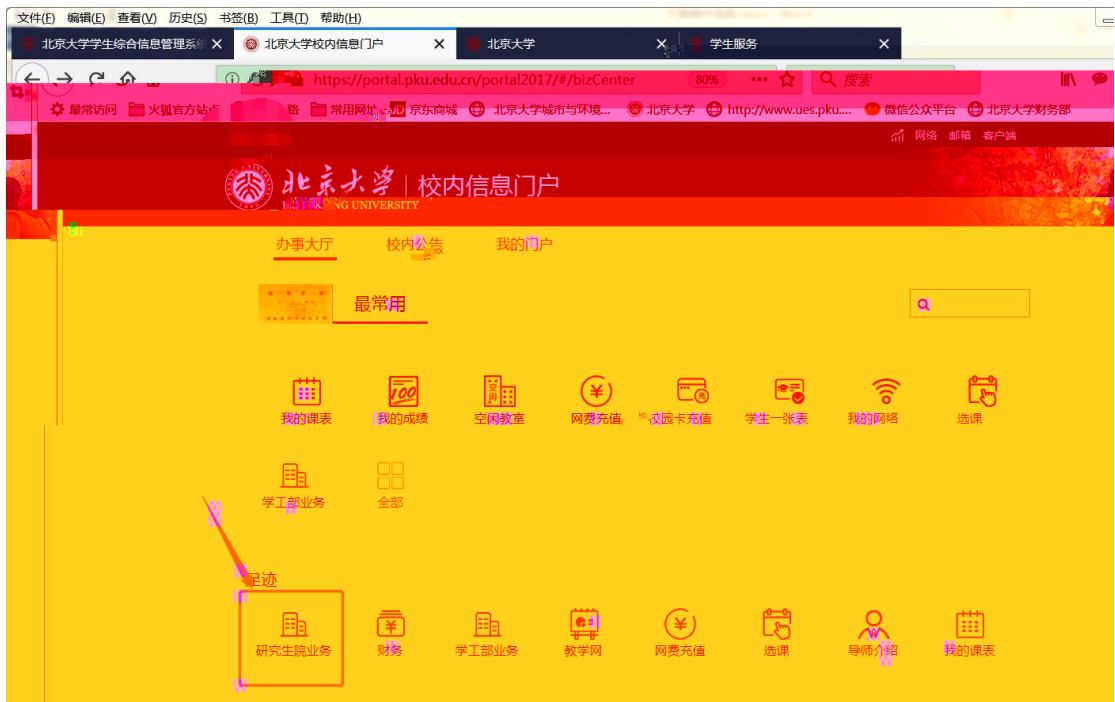 文件(F) 编辑(E) 查看(V) 历史(S) 书签(B) 工具(T) 帮助(H)
北京大学学生综合信息管理系统 北京大学校内信息门户 北京大学 学生服务
https://portal.pku.edu.cn/portal2017/#/bizCenter 80% 搜索
最常访问 火狐官方站点 常用网址 JD 京东商城 北京大学城市与环境... 北京大学 http://www.ues.pku.... 微信公众平台 北京大学财务部
网络 邮箱 客户端
北京大学 校内信息门户
UNIVERSITY
办事大厅 校内公告 我的门户
最常用
我的课表 我的成绩 空闲教室 网费充值 校园卡充值 学生一张表 我的网络 选课
学工部业务 全部
足迹
研究生院业务 财务 学工部业务 教学网 网费充值 选课 导师介绍 我的课表